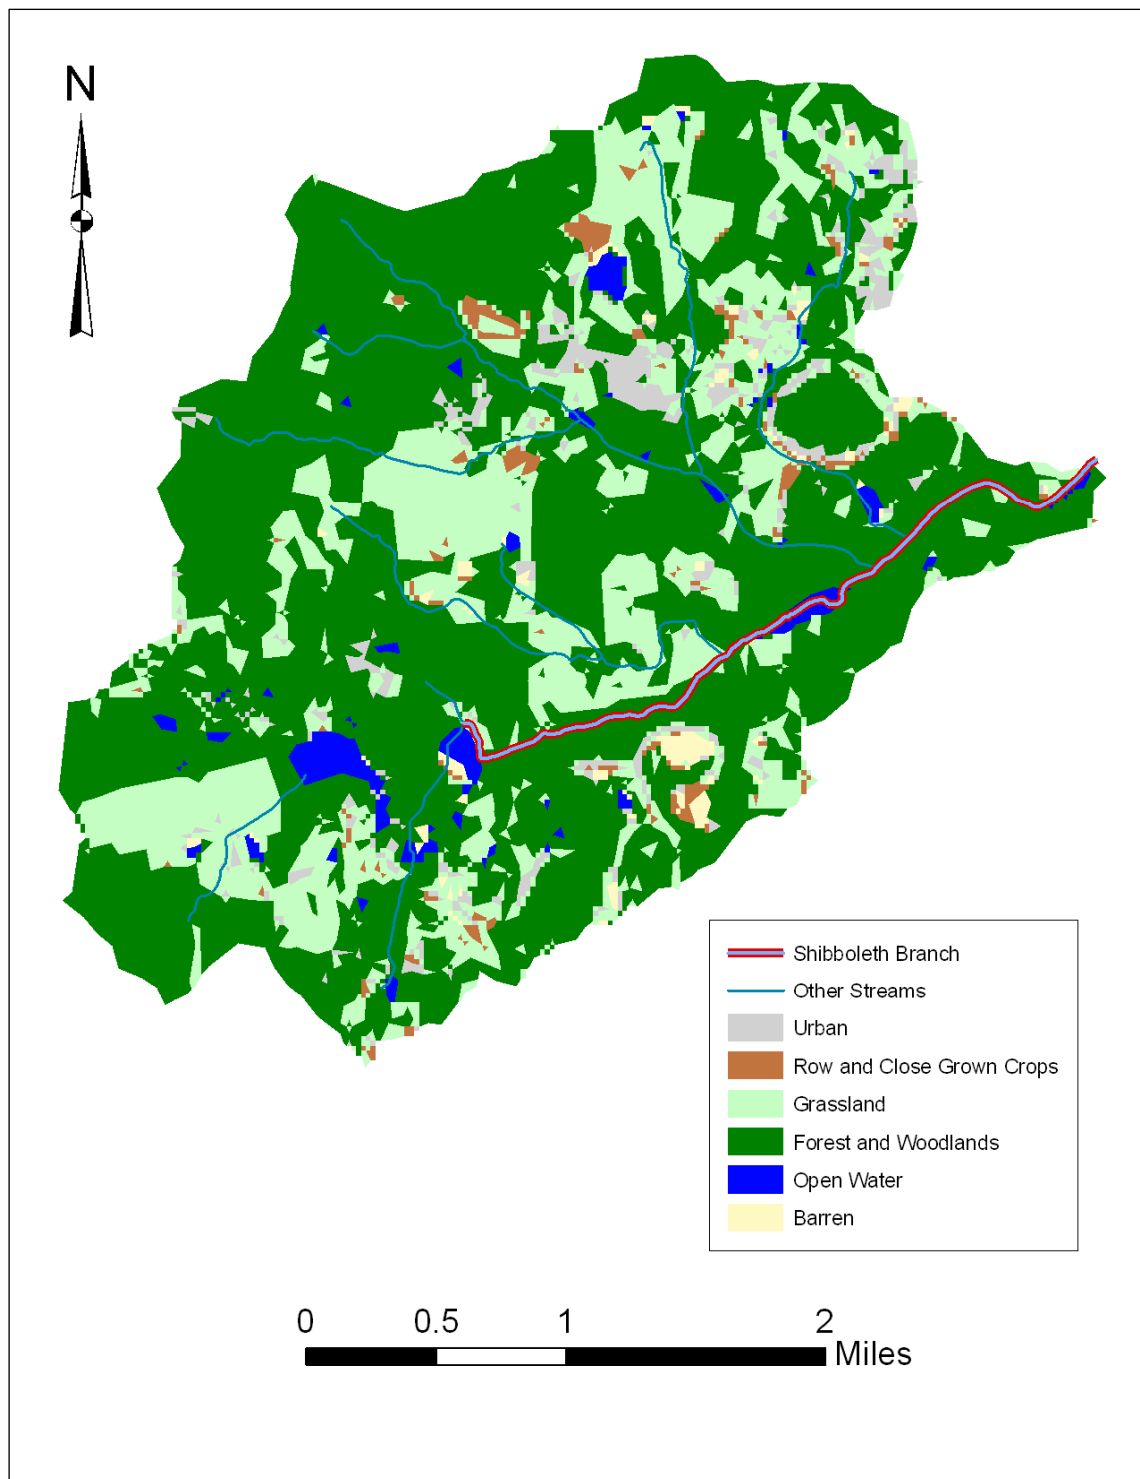 N
Shibboleth Branch
Other Streams
Urban
Row and Close Grown Crops
Grassland
Forest and Woodlands
Open Water
Barren
0 0.5 1 2
Miles